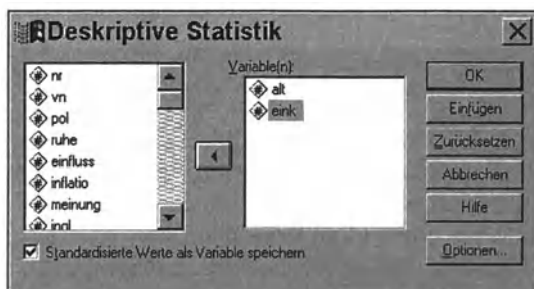 Deskriptive Statistik
nr
vn
pol
ruhe
einfluss
inflatio
meinung
ingl
Variable(n):
alt
eink
OK
Einfügen
Zurücksetzen
Abbrechen
Hilfe
Optionen...
Standardisierte Werte als Variable speichern